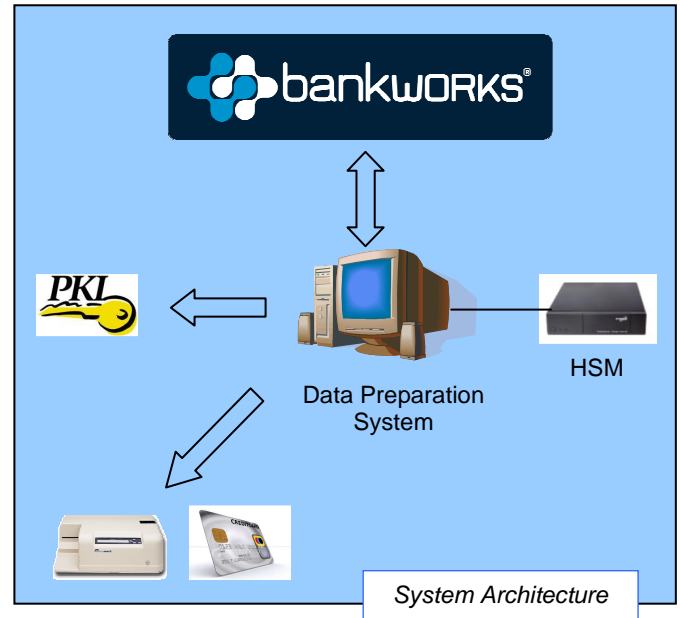 bankworks®
PKI
HSM
Data Preparation
System
System Architecture